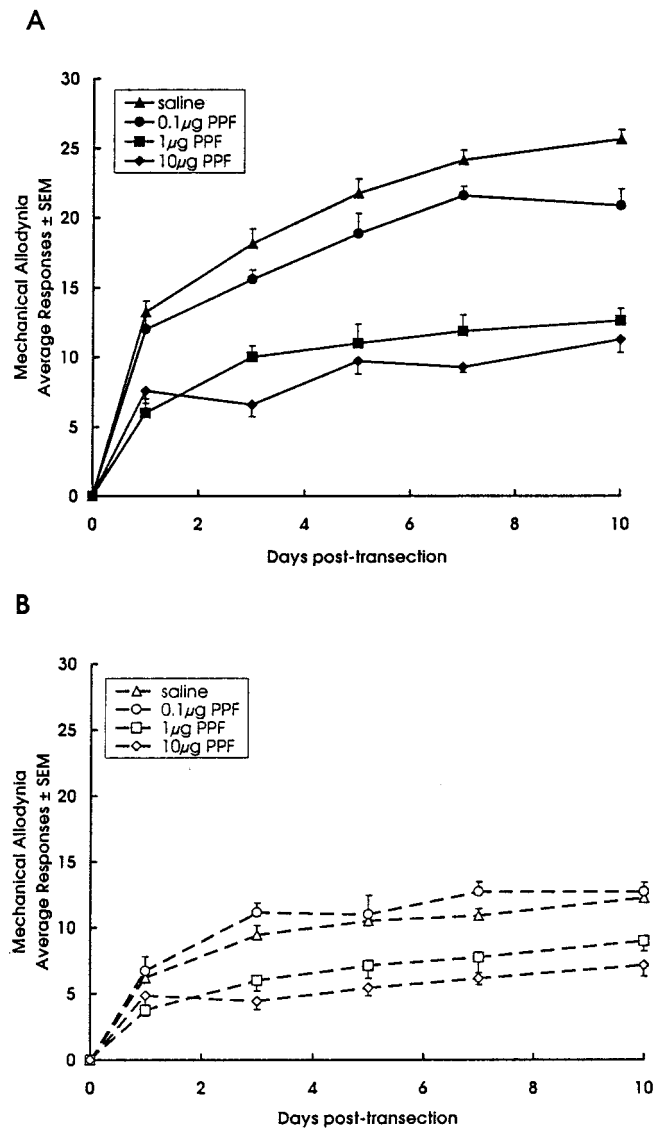 A
30
25
20
15
10
5
0
saline
0.1µg PPF
1µg PPF
10µg PPF
Mechanical Allodynia
Average Responses ± SEM
0 2 4 6 8 10
Days post-transection
B
30
25
20
15
10
5
0
saline
0.1µg PPF
1µg PPF
10µg PPF
Mechanical Allodynia
Average Responses ± SEM
0 2 4 6 8 10
Days post-transection